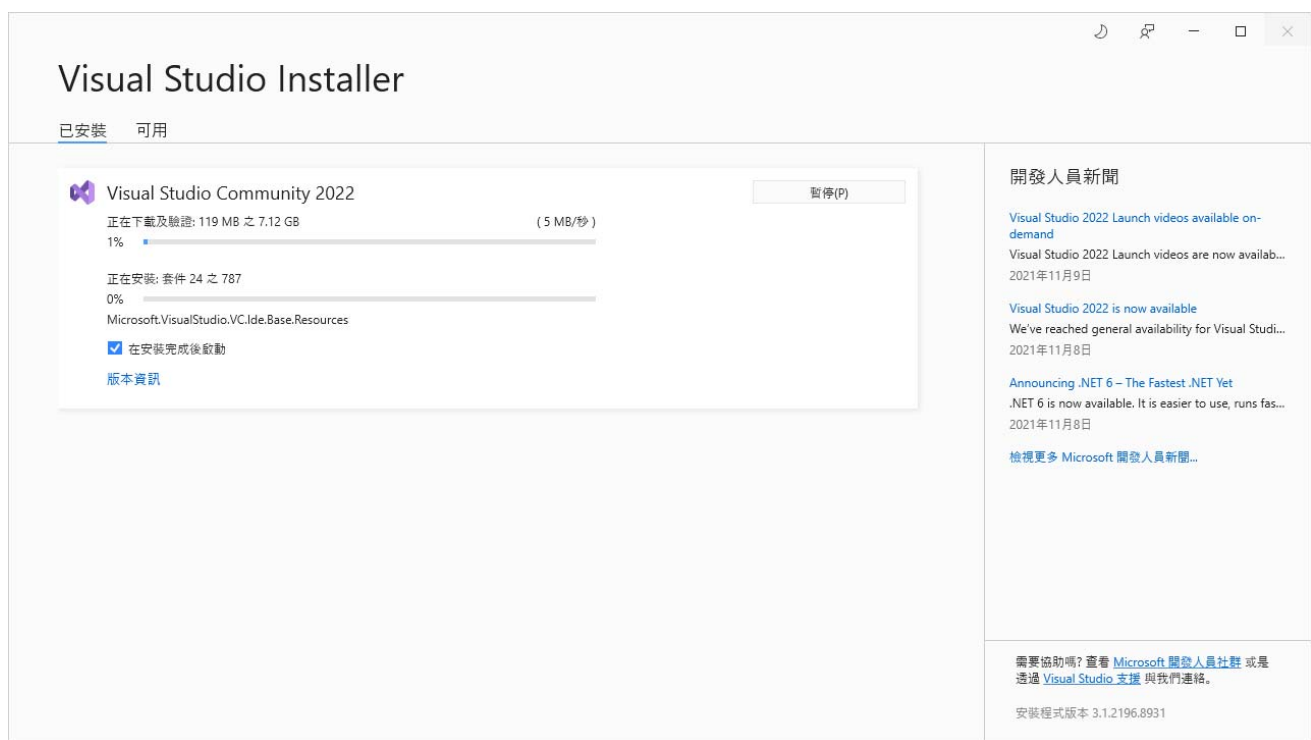 Visual Studio Installer
已安裝 可用
Visual Studio Community 2022
暫停(P)
正在下載及驗證: 119 MB 之 7.12 GB
(5 MB/秒)
1%
正在安裝: 套件 24 之 787
0%
Microsoft.VisualStudio.VC.Ide.Base.Resources
在安裝完成後啟動
版本資訊
開發人員新聞
Visual Studio 2022 Launch videos available on-
demand
Visual Studio 2022 Launch videos are now availab...
2021年11月9日
Visual Studio 2022 is now available
We've reached general availability for Visual Studi...
2021年11月8日
Announcing .NET 6 – The Fastest .NET Yet
.NET 6 is now available. It is easier to use, runs fas...
2021年11月8日
檢視更多 Microsoft 開發人員新聞...
需要協助嗎? 查看 Microsoft 開發人員社群 或是
透過 Visual Studio 支援 與我們連絡。
安裝程式版本 3.1.2196.8931